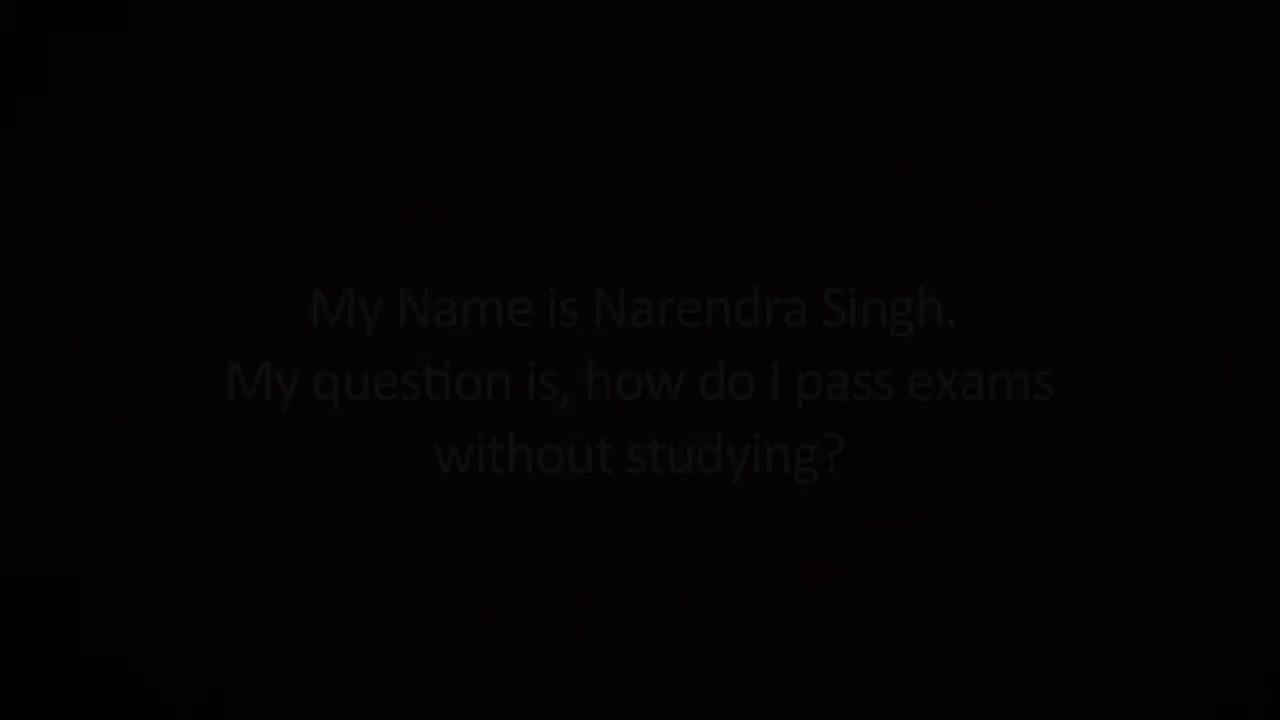 My Name is Narendra Singh.
My question is, how do I pass exams
without studying?